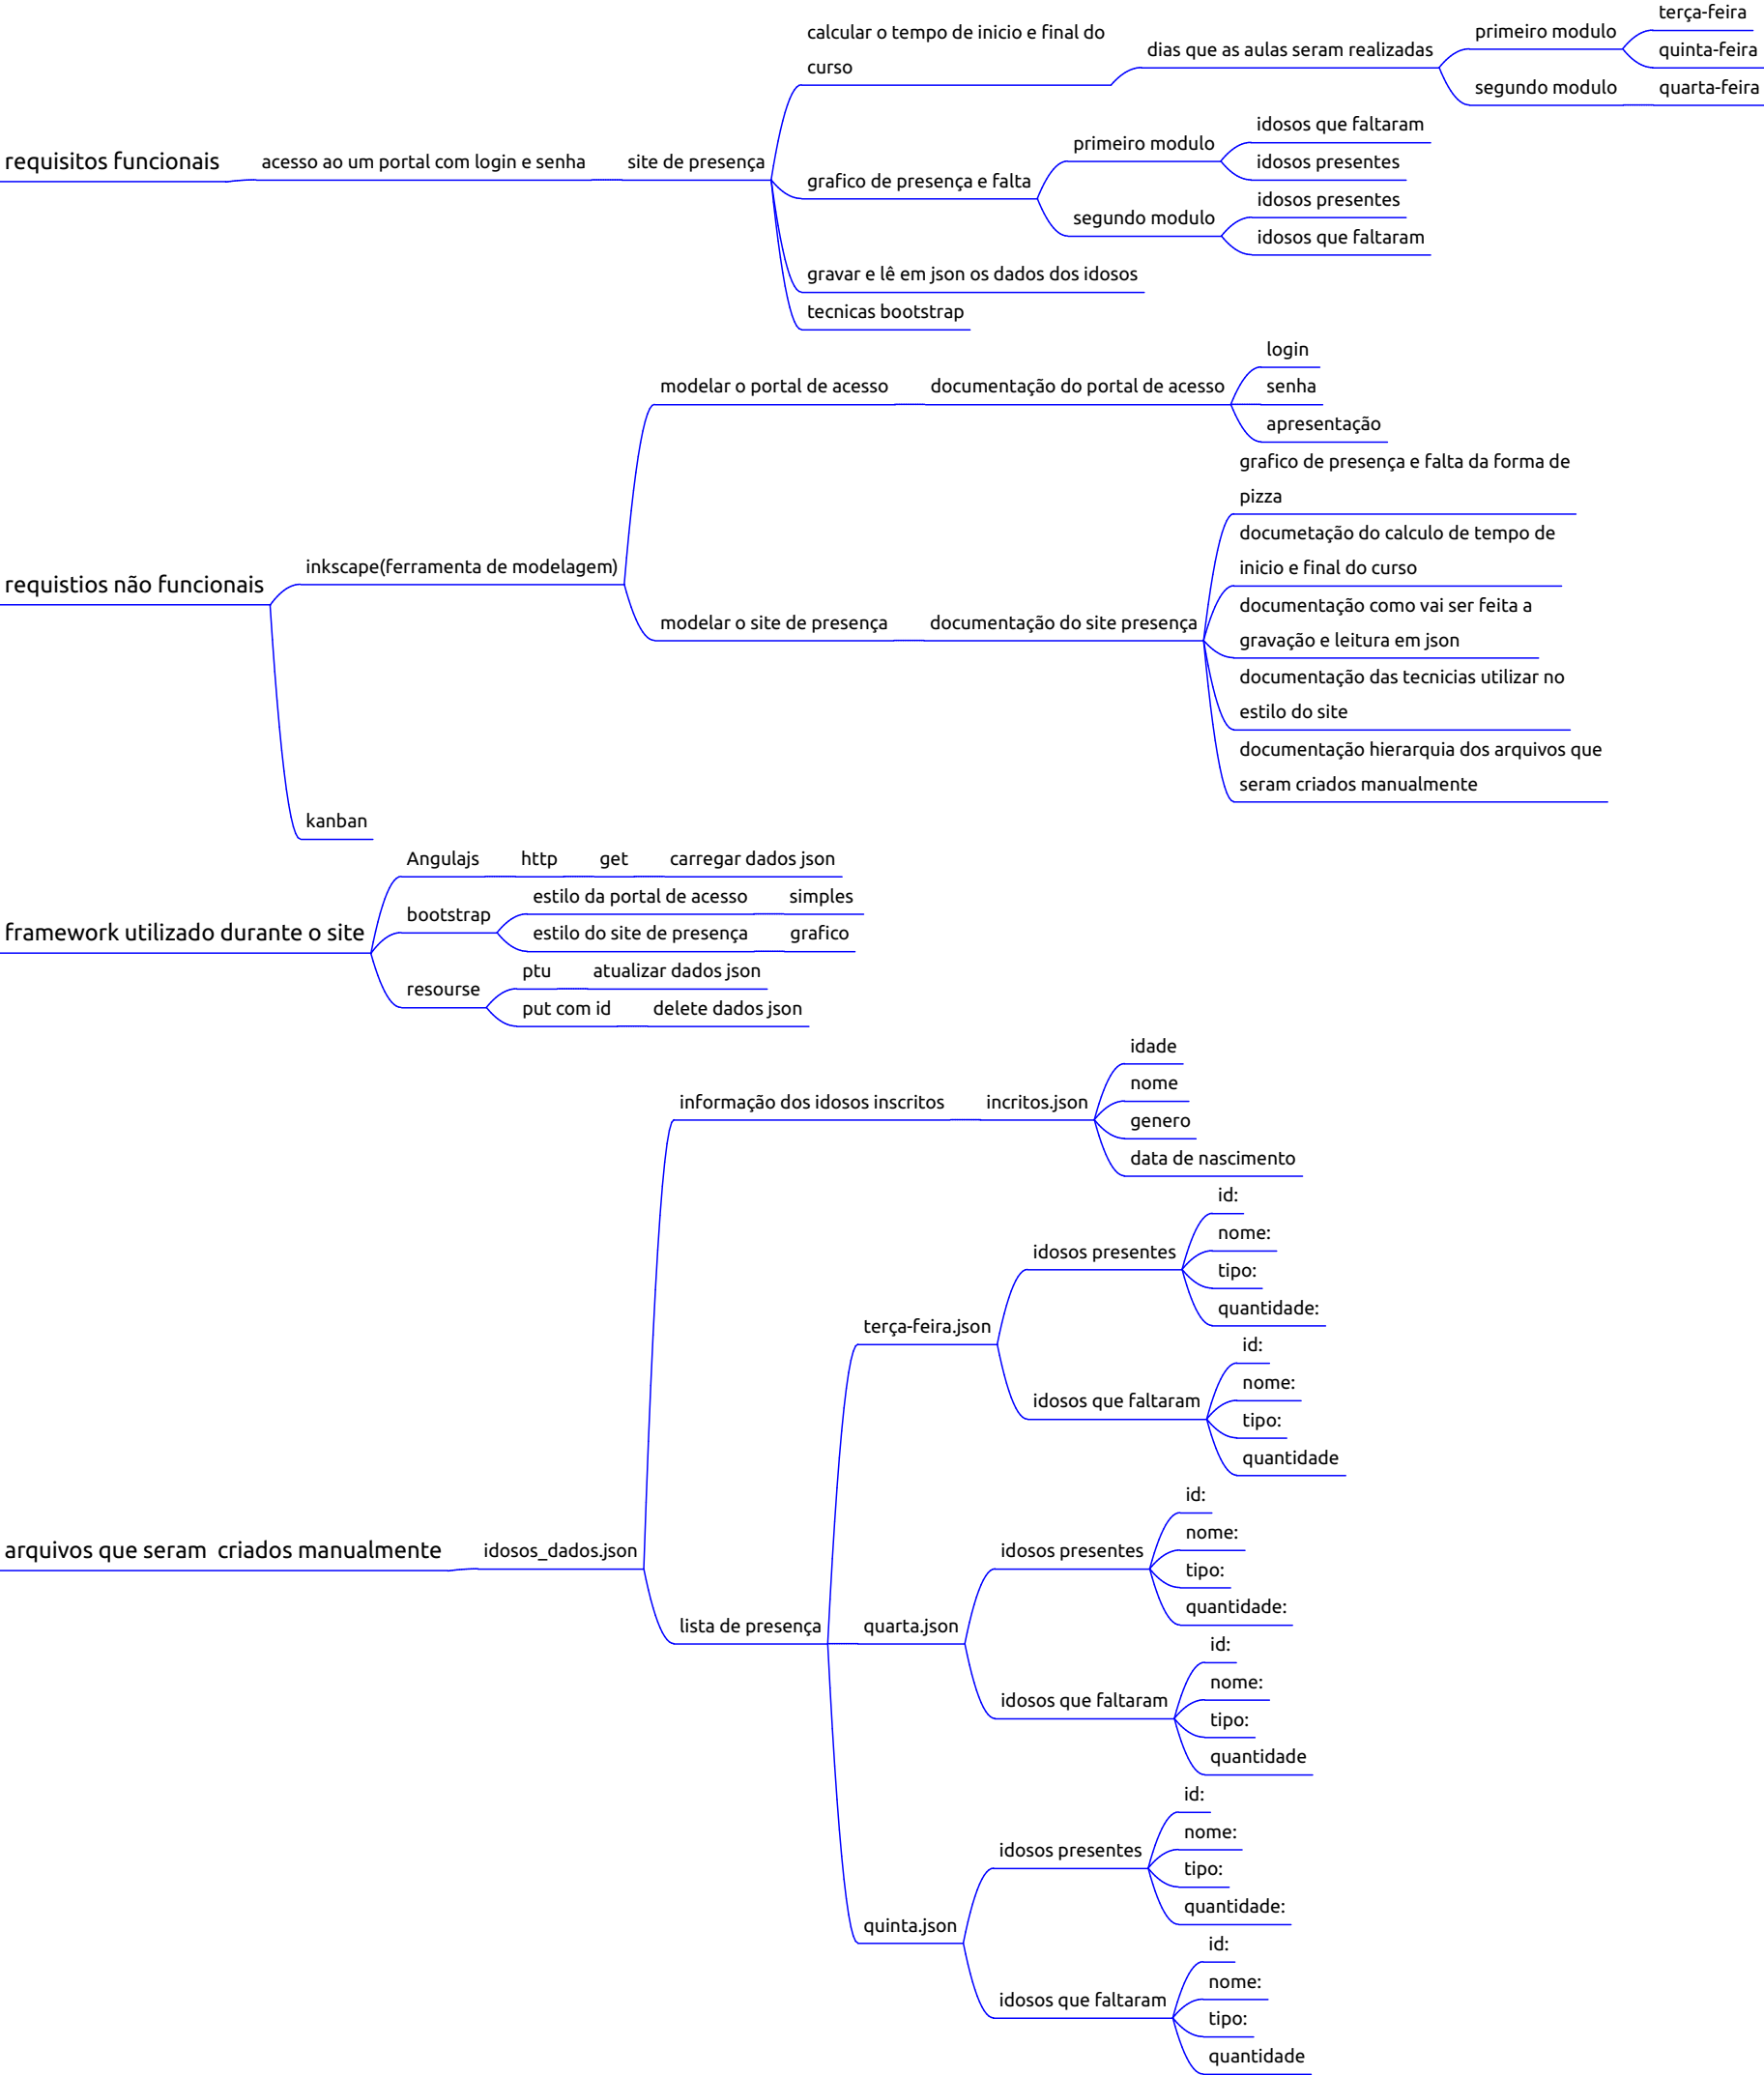 requisitos funcionais
acesso ao um portal com login e senha
site de presença
calcular o tempo de inicio e final do
curso
dias que as aulas seram realizadas
primeiro modulo
terça-feira
quinta-feira
segundo modulo
quarta-feira
grafico de presença e falta
primeiro modulo
idosos que faltaram
idosos presentes
segundo modulo
idosos presentes
idosos que faltaram
gravar e lê em json os dados dos idosos
tecnicas bootstrap
requistios não funcionais
inkscape(ferramenta de modelagem)
modelar o portal de acesso
documentação do portal de acesso
login
senha
apresentação
modelar o site de presença
documentação do site presença
grafico de presença e falta da forma de
pizza
documetação do calculo de tempo de
inicio e final do curso
documentação como vai ser feita a
gravação e leitura em json
documentação das tecnicias utilizar no
estilo do site
documentação hierarquia dos arquivos que
seram criados manualmente
kanban
framework utilizado durante o site
Angulajs
http
get
carregar dados json
bootstrap
estilo da portal de acesso
simples
estilo do site de presença
grafico
resourse
ptu
atualizar dados json
put com id
delete dados json
arquivos que seram  criados manualmente
idosos_dados.json
informação dos idosos inscritos
incritos.json
idade
nome
genero
data de nascimento
lista de presença
terça-feira.json
idosos presentes
id:
nome:
tipo:
quantidade:
idosos que faltaram
id:
nome:
tipo:
quantidade
quarta.json
idosos presentes
id:
nome:
tipo:
quantidade:
idosos que faltaram
id:
nome:
tipo:
quantidade
quinta.json
idosos presentes
id:
nome:
tipo:
quantidade:
idosos que faltaram
id:
nome:
tipo:
quantidade